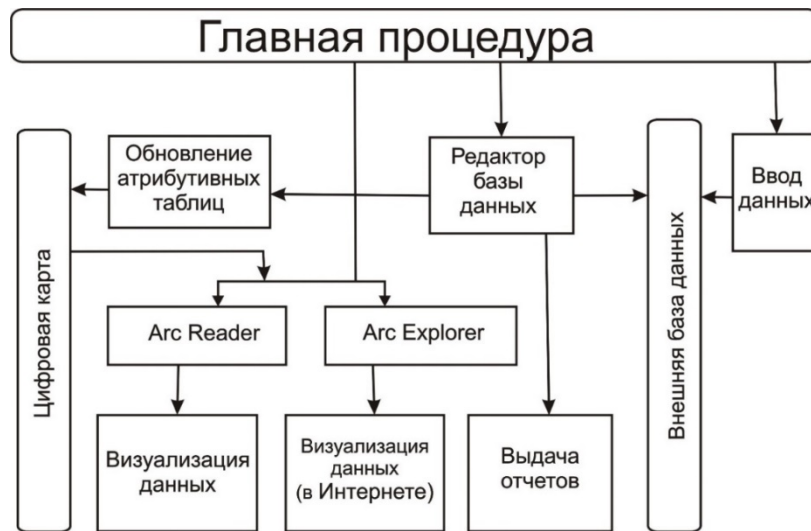 Главная процедура
Обновление
атрибутивных
таблиц
Редактор
базы
данных
Ввод
данных
Цифровая карта
Внешняя база данных
Arc Reader
Arc Explorer
Визуализация
данных
Визуализация
данных
(в Интернете)
Выдача
отчетов